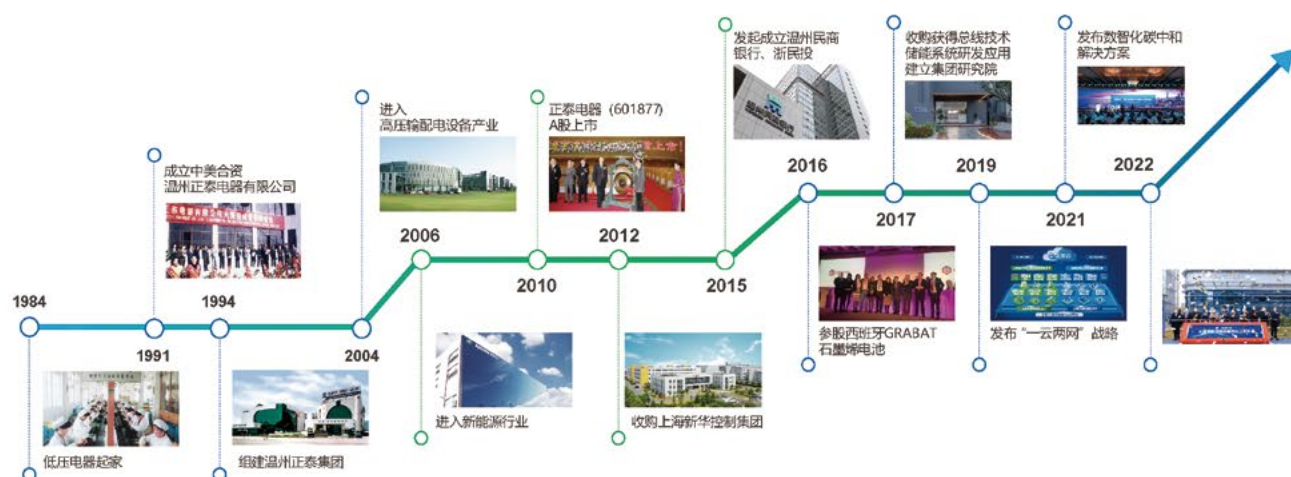 1984
低压电器起家
1991
成立中美合资
温州正泰电器有限公司
1994
组建温州正泰集团
2004
进入
高压输配电设备产业
2006
进入新能源行业
2010
正泰电器（601877）
A股上市
2012
收购上海新华控制集团
2015
发起成立温州民商
银行、浙民投
2016
参股西班牙GRABAT
石墨烯电池
2017
收购获得总线技术
储能系统研发应用
建立集团研究院
2019
发布“一云两网”战略
2021
发布数智化碳中和
解决方案
2022